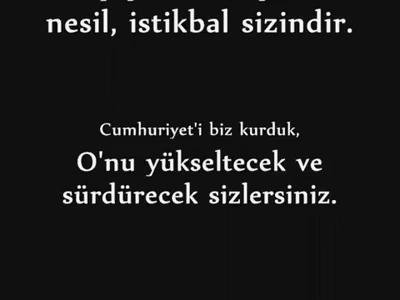 nesil, istikbal sizindir.
Cumhuriyet'i biz kurduk,
O'nu yükseltecek ve
sürdürecek sizlersiniz.